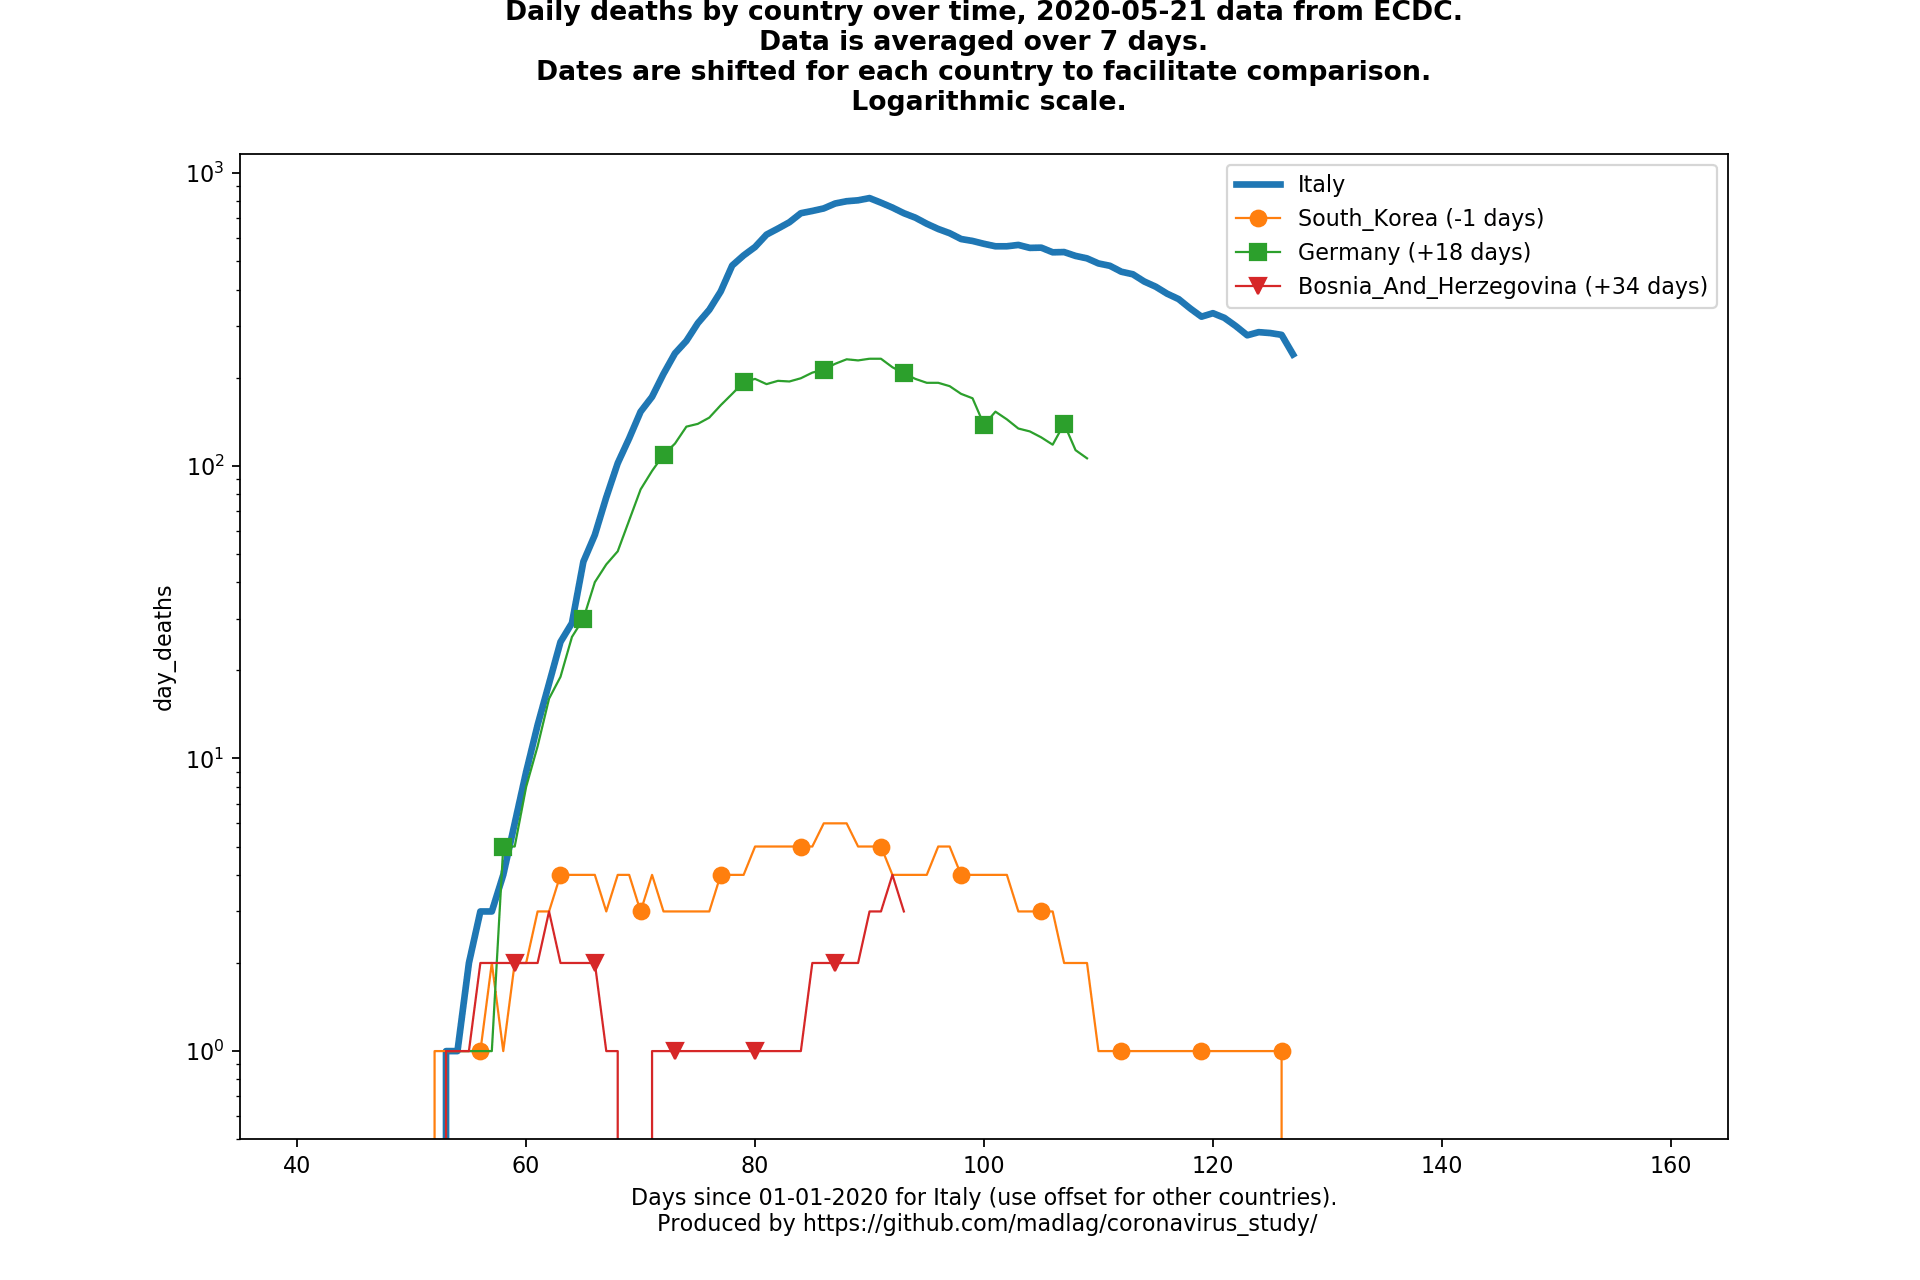 Daily deaths by country over time, 2020-05-21 data from ECDC.
Data is averaged over 7 days.
Dates are shifted for each country to facilitate comparison.
Logarithmic scale.
10³
10²
10¹
10⁰
day_deaths
Italy
South_Korea (-1 days)
Germany (+18 days)
Bosnia_And_Herzegovina (+34 days)
40 60 80 100 120 140 160
Days since 01-01-2020 for Italy (use offset for other countries).
Produced by https://github.com/madlag/coronavirus_study/